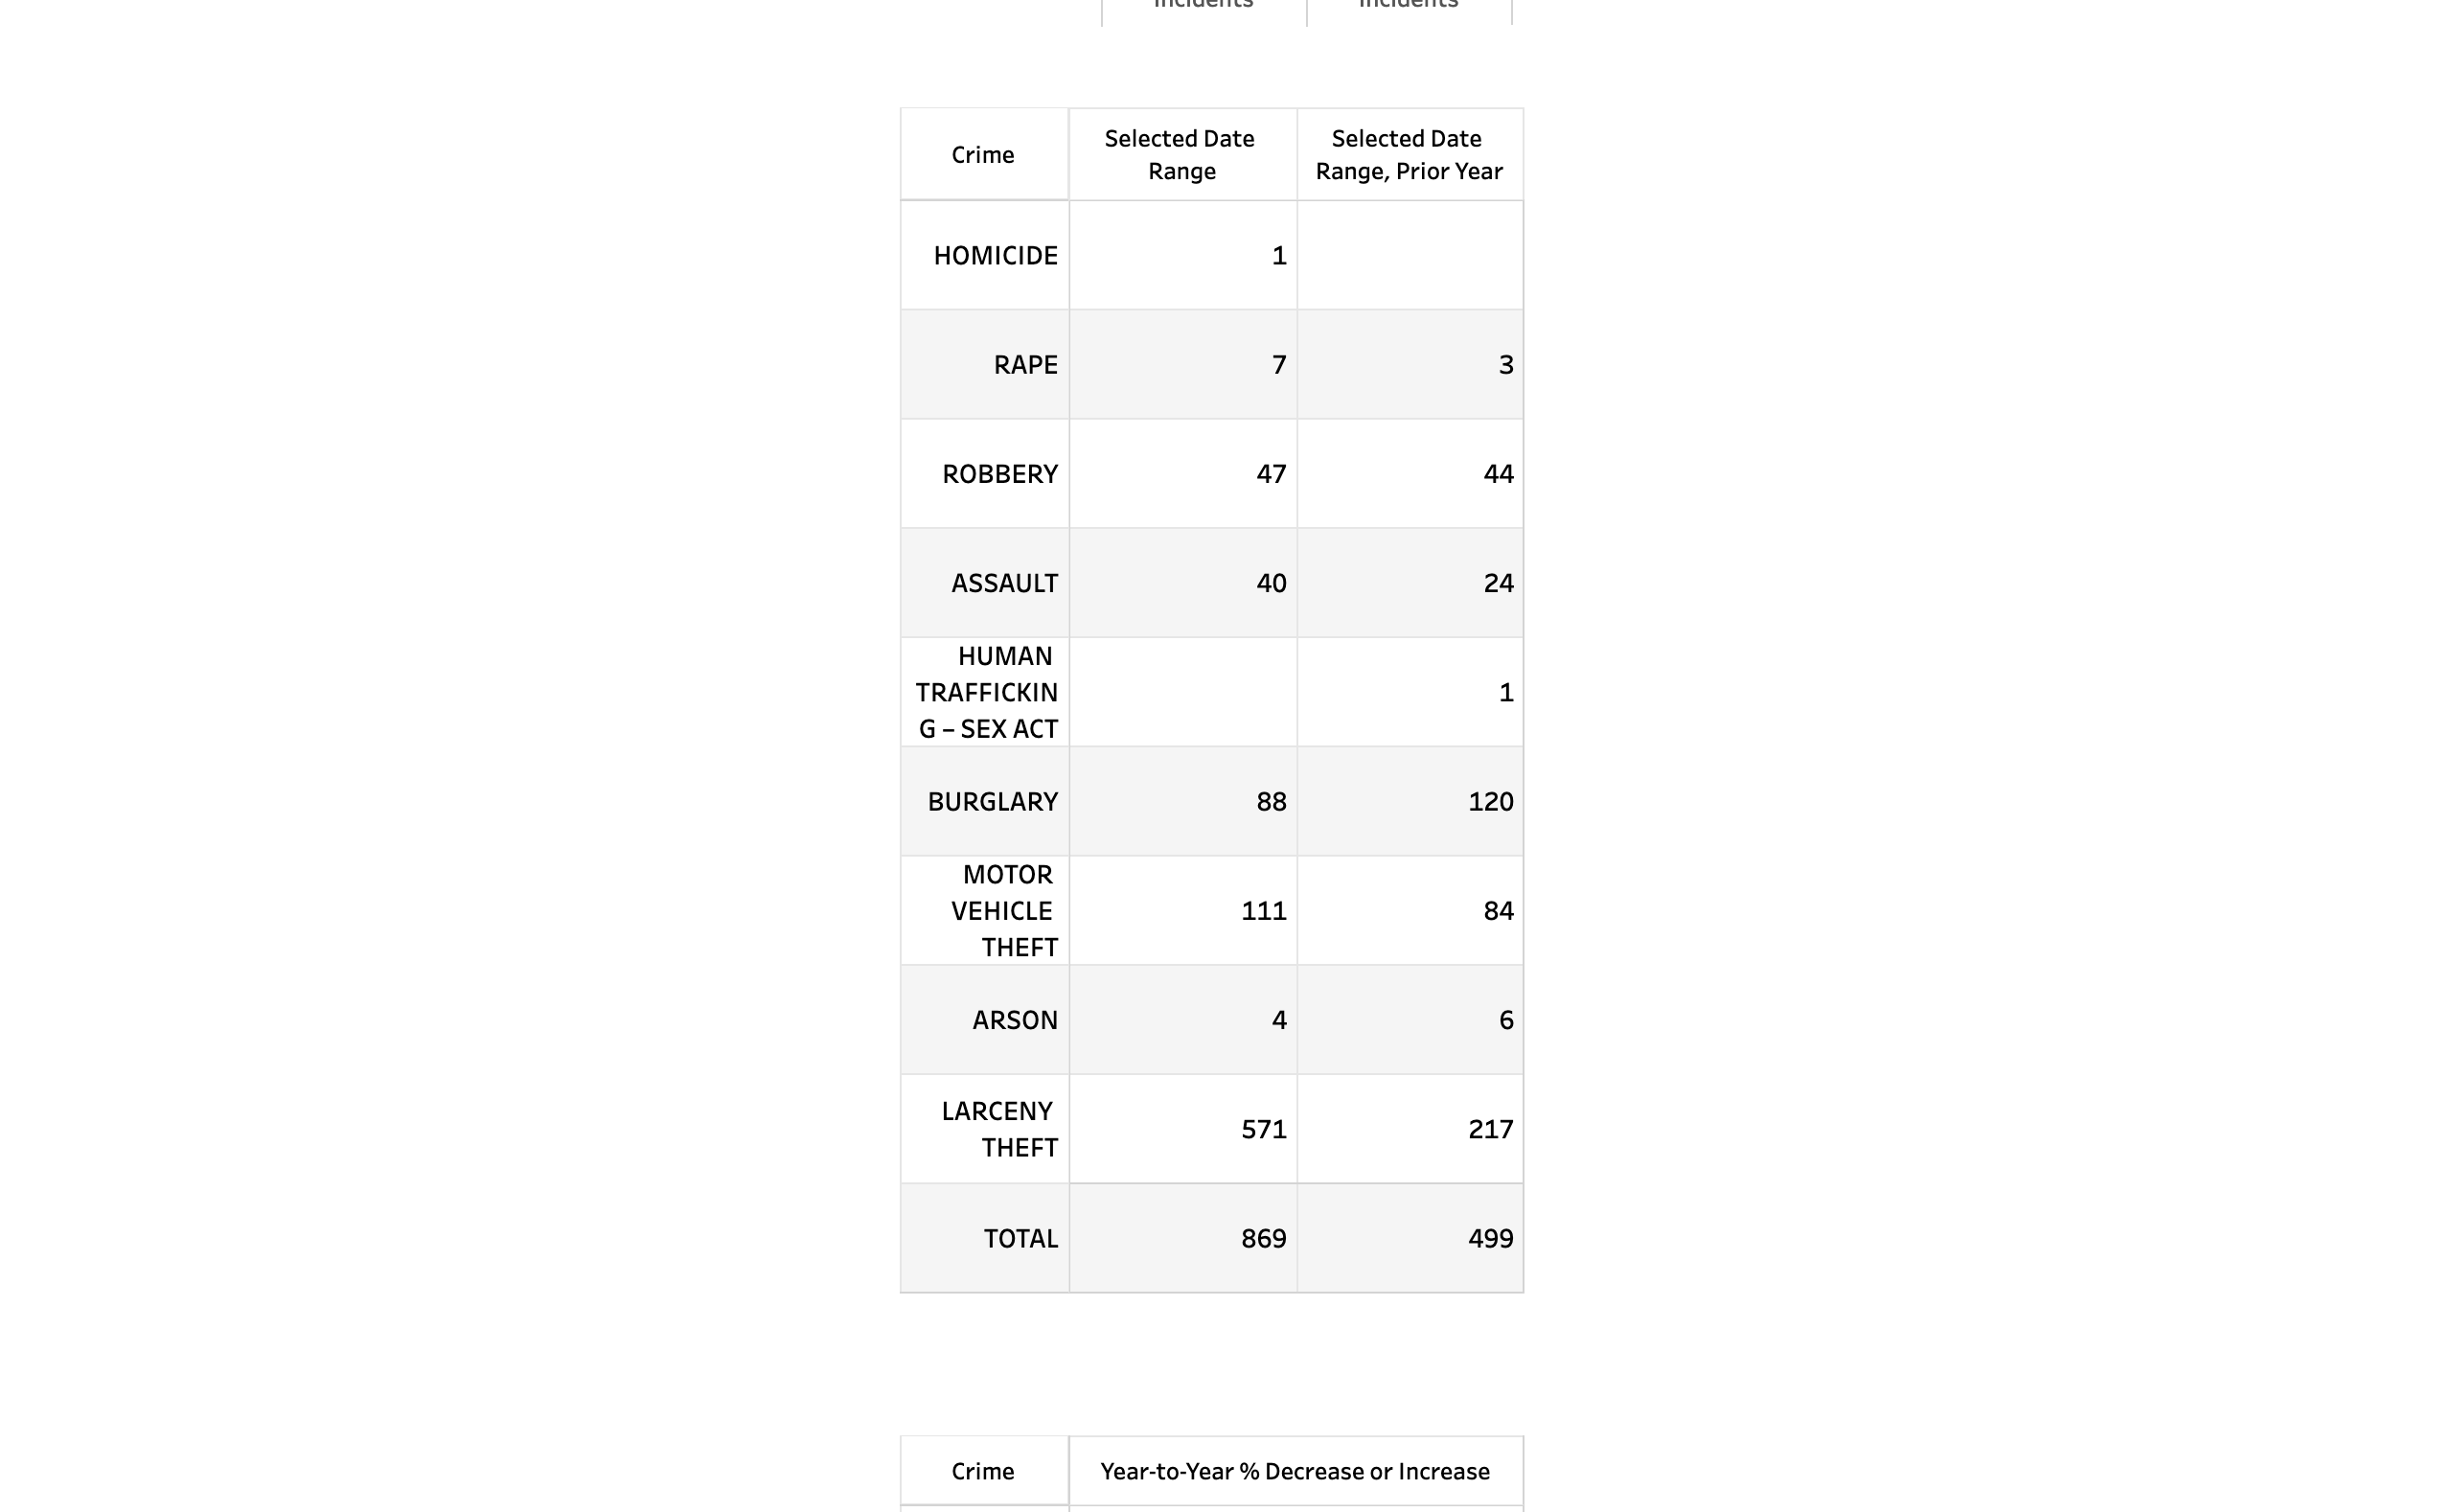 Incidents Incidents
Crime
Selected Date
Range
Selected Date
Range, Prior Year
HOMICIDE 1
RAPE 7 3
ROBBERY 47 44
ASSAULT 40 24
HUMAN
TRAFFICKIN
G – SEX ACT
1
BURGLARY 88 120
MOTOR
VEHICLE
THEFT
111 84
ARSON 4 6
LARCENY
THEFT
571 217
TOTAL 869 499
Crime Year-to-Year % Decrease or Increase